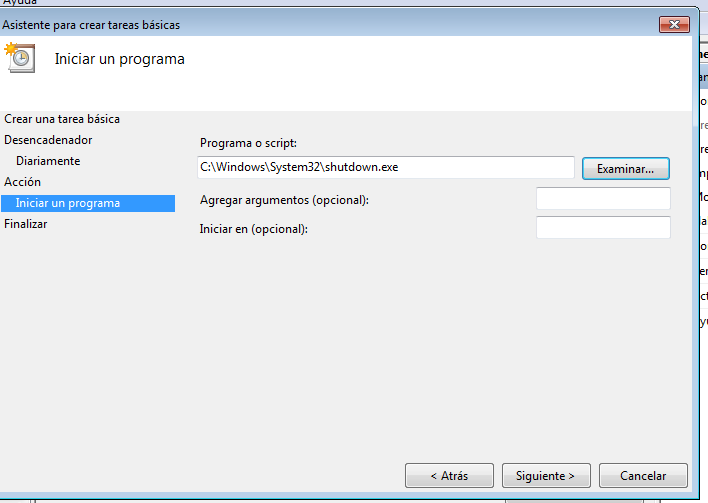 Ayuda
Asistente para crear tareas básicas
Iniciar un programa
Crear una tarea básica
Desencadenador
Diariamente
Acción
Iniciar un programa
Finalizar
Programa o script:
C:\Windows\System32\shutdown.exe
Examinar...
Agregar argumentos (opcional):
Iniciar en (opcional):
< Atrás
Siguiente >
Cancelar